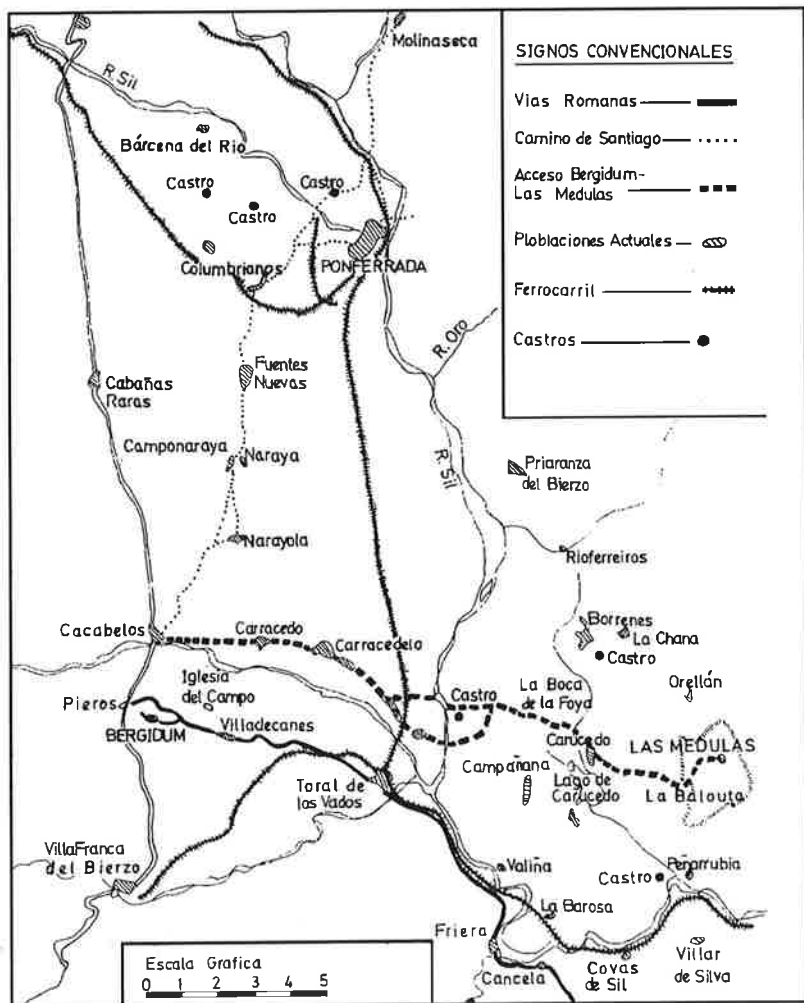 Molinaseca
R. Sil
Bárcena del Rio
Castro
Castro
Castro
Columbrianos
PONFERRADA
R. Oro
Cabañas
Raras
Fuentes
Nuevas
R. Sil
Camponaraya
Naraya
Priaranza
del Bierzo
Narayola
Rioferreiros
Cacabelos
Carracedo
Carracedelo
Borrenes
La Chana
Castro
Iglesia
del Campo
Pieros
BERGIDUM
Villadecanes
Castro
La Boca
de la Foya
Orellán
Carucedo
LAS MEDULAS
Campañana
Lago de
Carucedo
La Balouta
Toral de
los Vados
VillaFranca
del Bierzo
Valiña
Castro
Peñarrubia
La Barosa
Friera
Cancela
Covas
de Sil
Villar
de Silva
SIGNOS CONVENCIONALES
Vias Romanas
Camino de Santiago
Acceso Bergidum-
Las Medulas
Ploblaciones Actuales
Ferrocarril
Castros
Escala Grafica
0 1 2 3 4 5